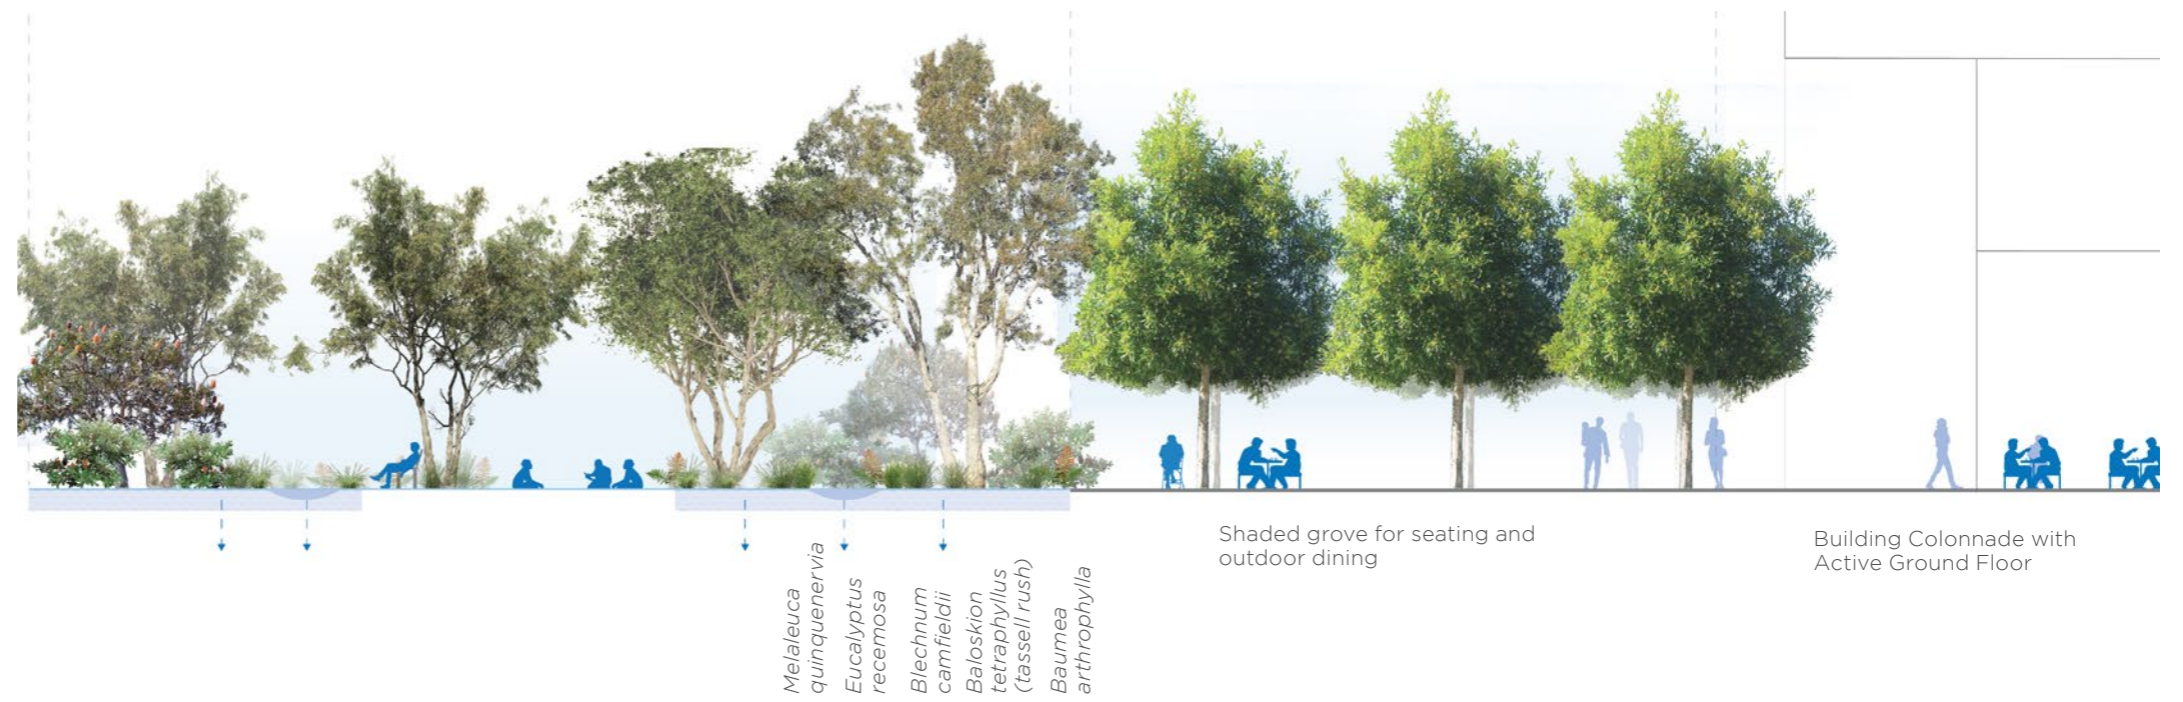 Melaleuca
quinquenervia
Eucalyptus
recemosa
Blechnum
camfieldii
Baloskion
tetraphyllus
(tassell rush)
Baumea
arthrophylla
Shaded grove for seating and
outdoor dining
Building Colonnade with
Active Ground Floor